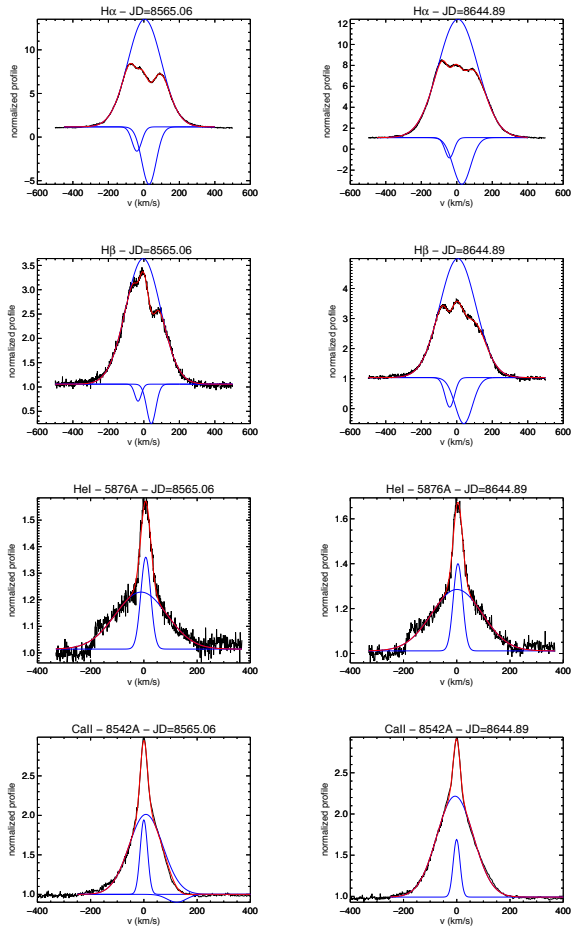 Hα − JD=8565.06
normalized profile
10
5
0
−5
−600 −400 −200 0 200 400 600
v (km/s)
Hα − JD=8644.89
normalized profile
12
10
8
6
4
2
0
−2
−600 −400 −200 0 200 400 600
v (km/s)
Hβ − JD=8565.06
normalized profile
3.5
3.0
2.5
2.0
1.5
1.0
0.5
−600 −400 −200 0 200 400 600
v (km/s)
Hβ − JD=8644.89
normalized profile
5
4
3
2
1
0
−600 −400 −200 0 200 400 600
v (km/s)
HeI − 5876A − JD=8565.06
normalized profile
1.5
1.4
1.3
1.2
1.1
1.0
−400 −200 0 200 400
v (km/s)
HeI − 5876A − JD=8644.89
normalized profile
1.6
1.4
1.2
1.0
−400 −200 0 200 400
v (km/s)
CaII − 8542A − JD=8565.06
normalized profile
2.5
2.0
1.5
1.0
−400 −200 0 200 400
v (km/s)
CaII − 8542A − JD=8644.89
normalized profile
2.5
2.0
1.5
1.0
−400 −200 0 200 400
v (km/s)